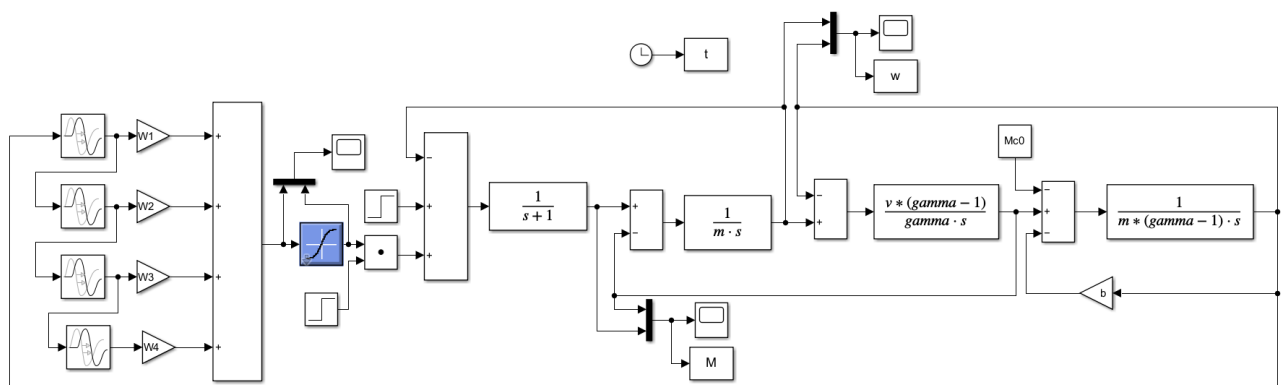 t
w
W1
W2
W3
W4
+
+
+
+
−
+
+
1
s + 1
+
−
1
m · s
−
+
v * (gamma − 1)
gamma · s
Mc0
−
+
−
1
m * (gamma − 1) · s
b
M